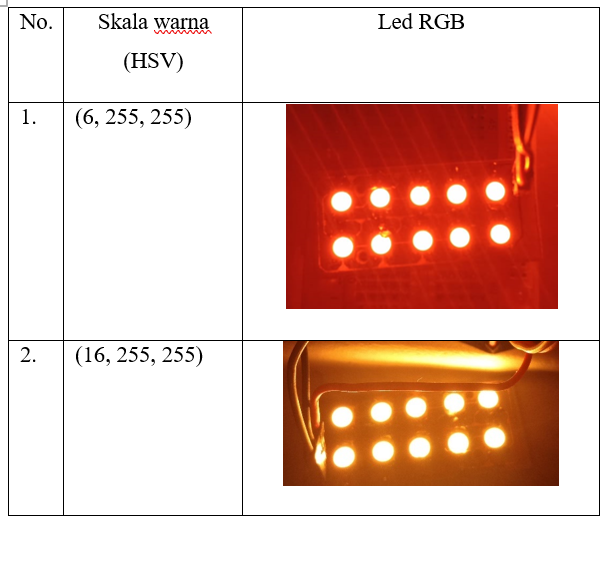 No.
Skala warna
(HSV)
Led RGB
1.
(6, 255, 255)
2.
(16, 255, 255)